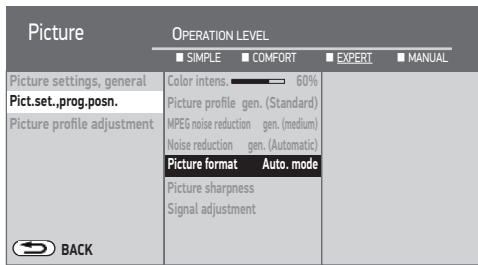 Picture
OPERATION LEVEL
SIMPLE COMFORT EXPERT MANUAL
Picture settings, general
Pict.set.,prog.posn.
Picture profile adjustment
Color intens. 60%
Picture profile gen. (Standard)
MPEG noise reduction gen. (medium)
Noise reduction gen. (Automatic)
Picture format Auto. mode
Picture sharpness
Signal adjustment
BACK